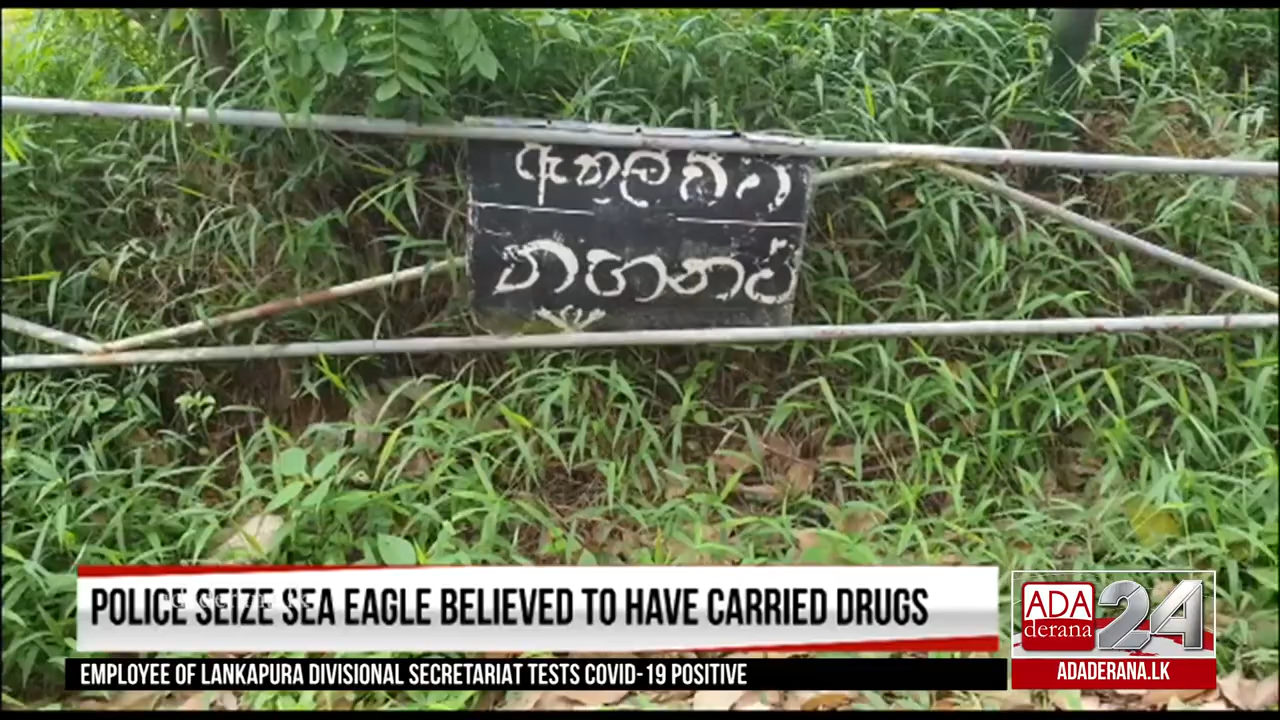 ඇතුල්වීම
තහනම්
POLICE SEIZE SEA EAGLE BELIEVED TO HAVE CARRIED DRUGS
EMPLOYEE OF LANKAPURA DIVISIONAL SECRETARIAT TESTS COVID-19 POSITIVE
ADA
derana
24
ADADERANA.LK